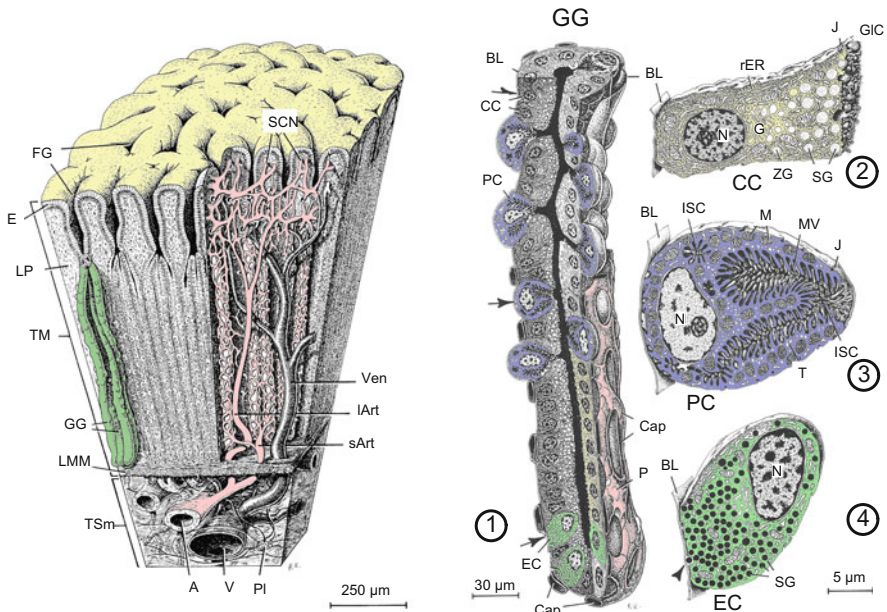 SCN
FG
E
LP
TM
GG
LMM
TSm
A
V
Pl
Ven
lArt
sArt
250 µm
GG
BL
BL
CC
PC
Cap
P
1
EC
30 µm
Cap
J
GlC
BL
rER
N
G
ZG
SG
CC
2
BL
ISC
M
MV
J
N
ISC
T
PC
3
BL
N
4
SG
EC
5 µm